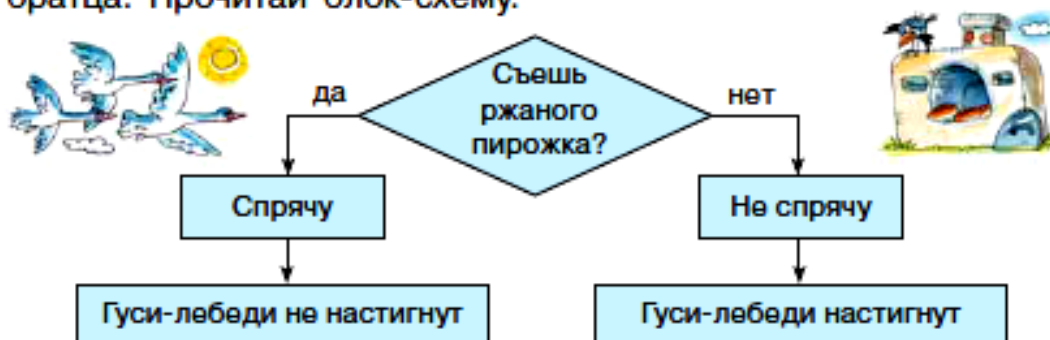 братца. Прочитай блок-схему.
Съешь
да
ржаного
нет
пирожка?
Спрячу
Не спрячу
Гуси-лебеди не настигнут
Гуси-лебеди настигнут